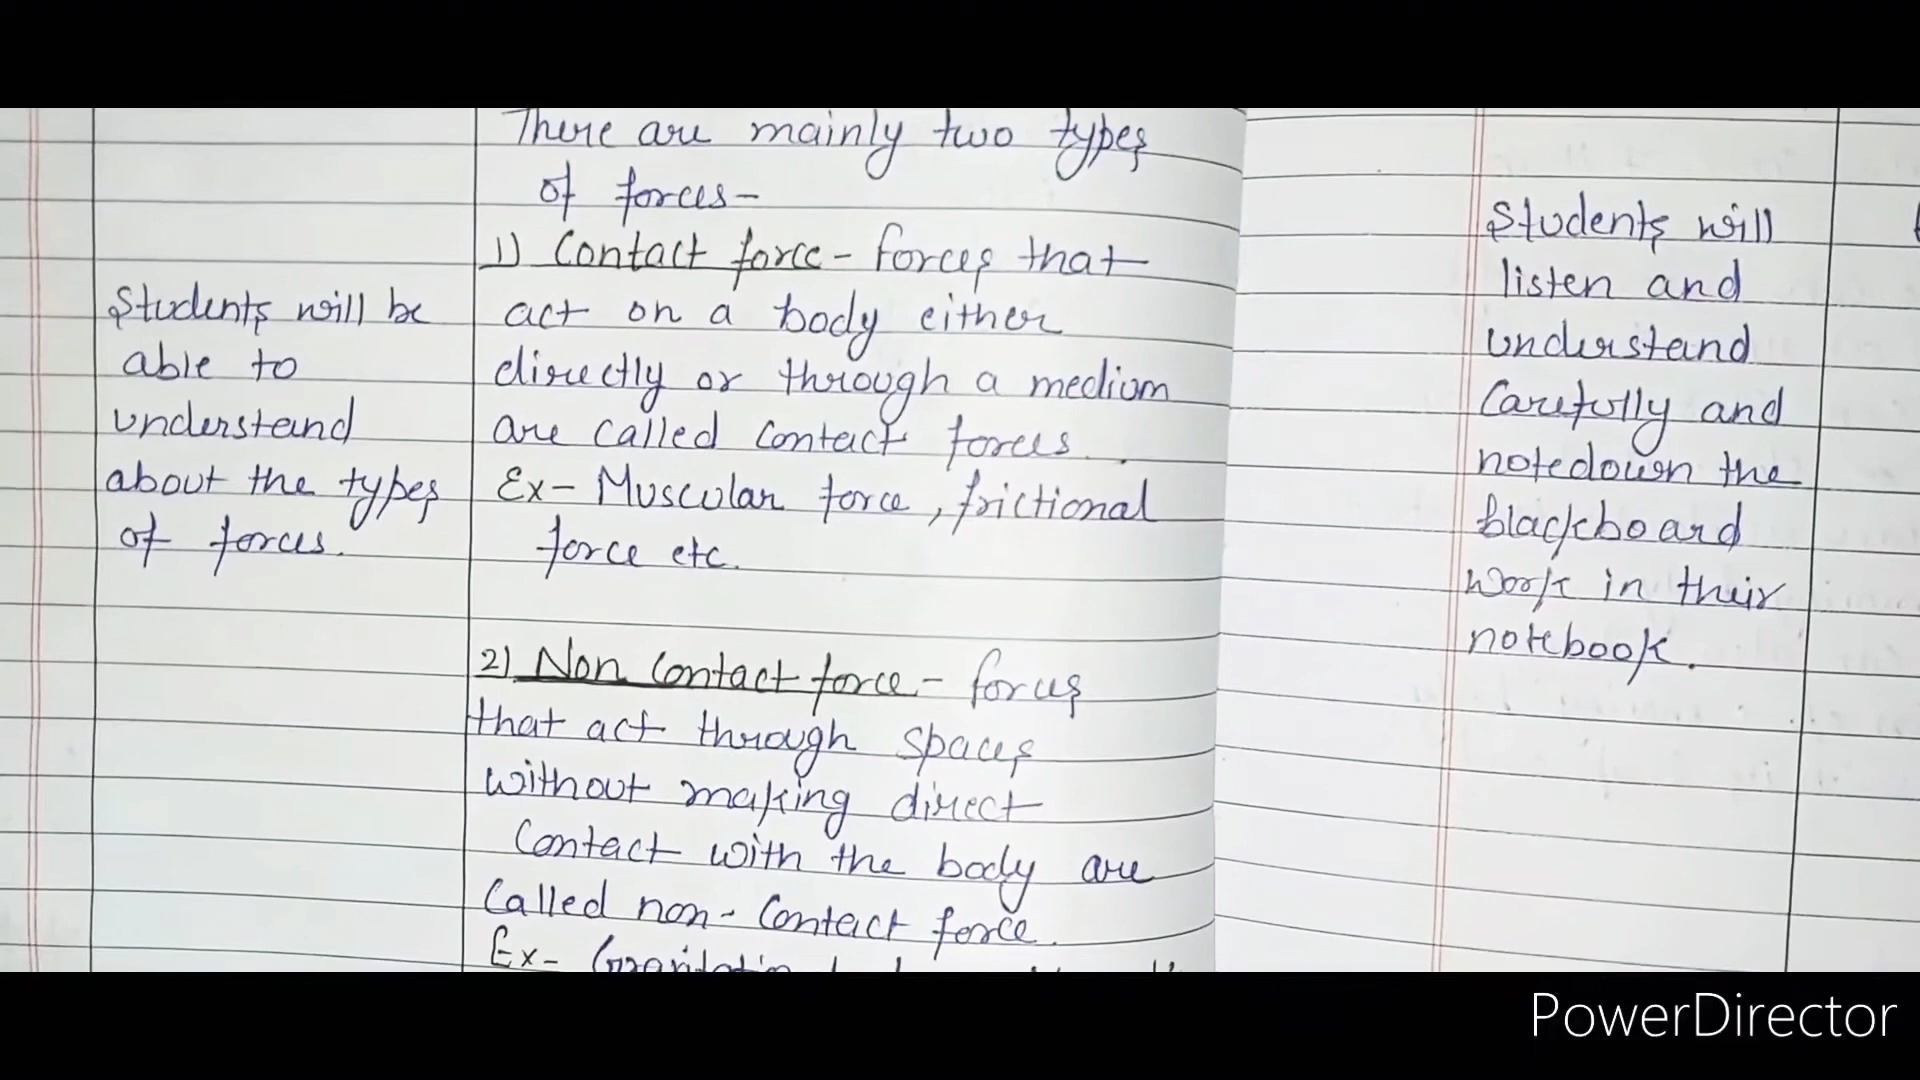 Students will be
able to
understand
about the types
of forces.
There are mainly two types
of forces-
1) Contact force - forces that
act on a body either
directly or through a medium
are called contact forces.
Ex- Muscular force, frictional
force etc.
2) Non Contact force - forces
that act through spaces
without making direct
Contact with the body are
Called non- Contact force.
Ex-
Students will
listen and
understand
Carefully and
notedown the
blackboard
work in their
notebook.
PowerDirector